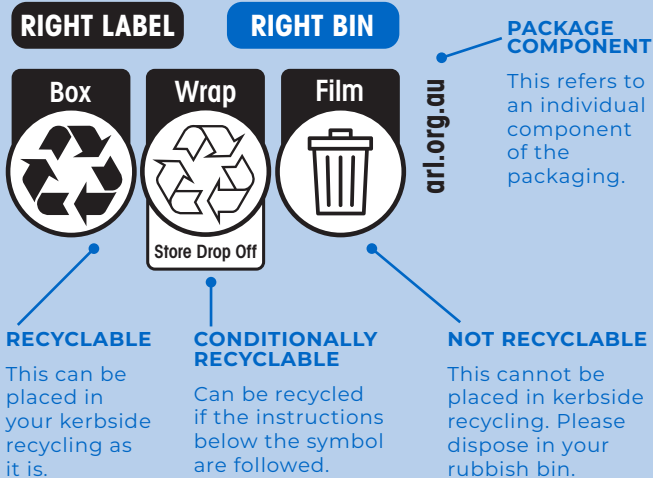 RIGHT LABEL
RIGHT BIN
Box
Wrap
Film
Store Drop Off
arl.org.au
PACKAGE
COMPONENT
This refers to
an individual
component
of the
packaging.
RECYCLABLE
This can be
placed in
your kerbside
recycling as
it is.
CONDITIONALLY
RECYCLABLE
Can be recycled
if the instructions
below the symbol
are followed.
NOT RECYCLABLE
This cannot be
placed in kerbside
recycling. Please
dispose in your
rubbish bin.